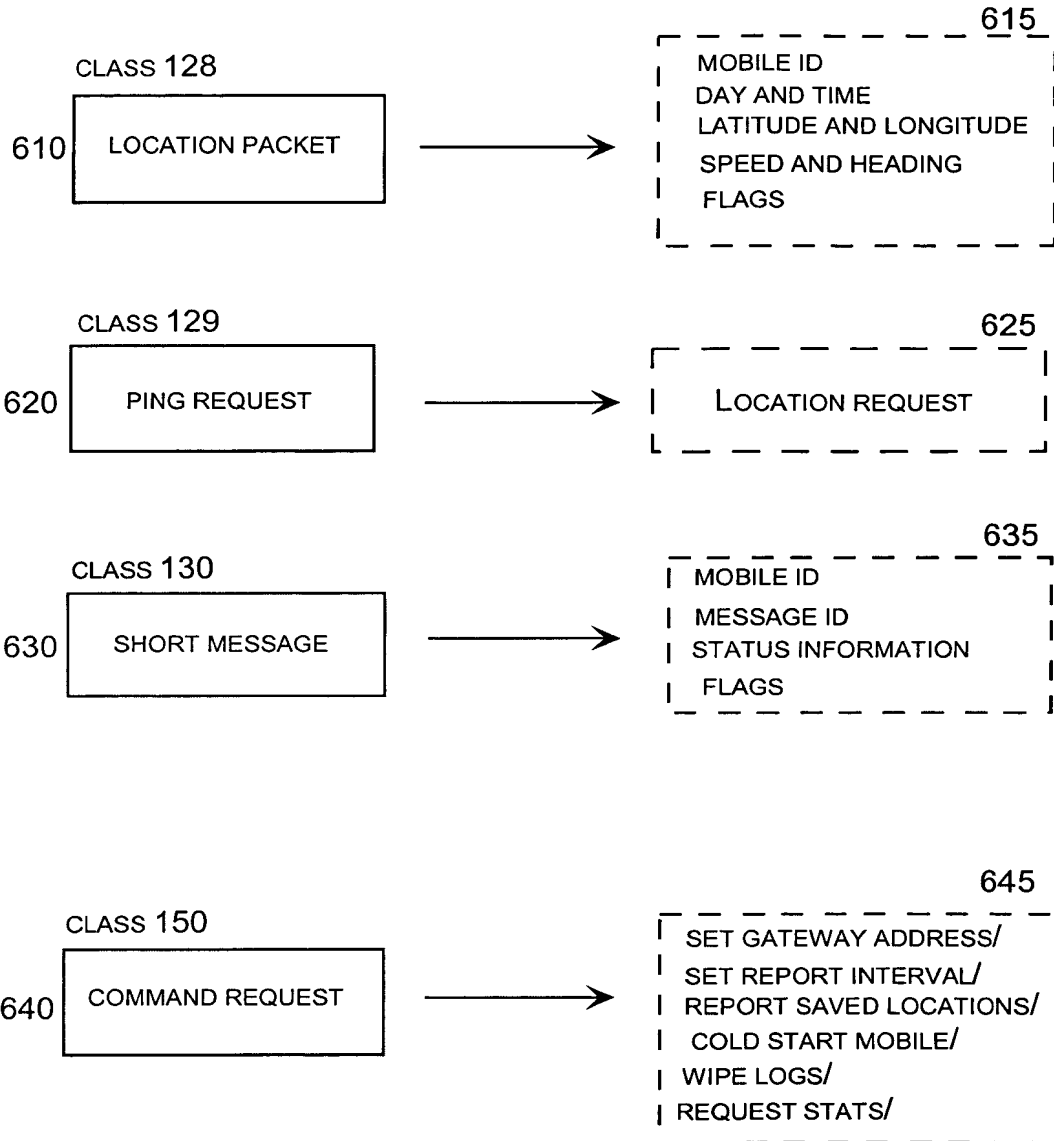 615
CLASS 128
610
LOCATION PACKET
MOBILE ID
DAY AND TIME
LATITUDE AND LONGITUDE
SPEED AND HEADING
FLAGS
CLASS 129
625
620
PING REQUEST
LOCATION REQUEST
635
CLASS 130
630
SHORT MESSAGE
MOBILE ID
MESSAGE ID
STATUS INFORMATION
FLAGS
645
CLASS 150
640
COMMAND REQUEST
SET GATEWAY ADDRESS/
SET REPORT INTERVAL/
REPORT SAVED LOCATIONS/
COLD START MOBILE/
WIPE LOGS/
REQUEST STATS/